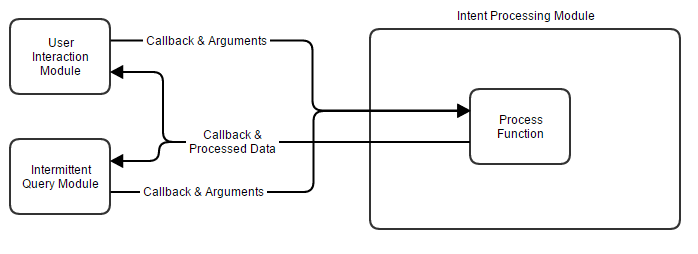 Intent Processing Module
User
Interaction
Module
Callback & Arguments
Process
Function
Callback &
Processed Data
Intermittent
Query Module
Callback & Arguments